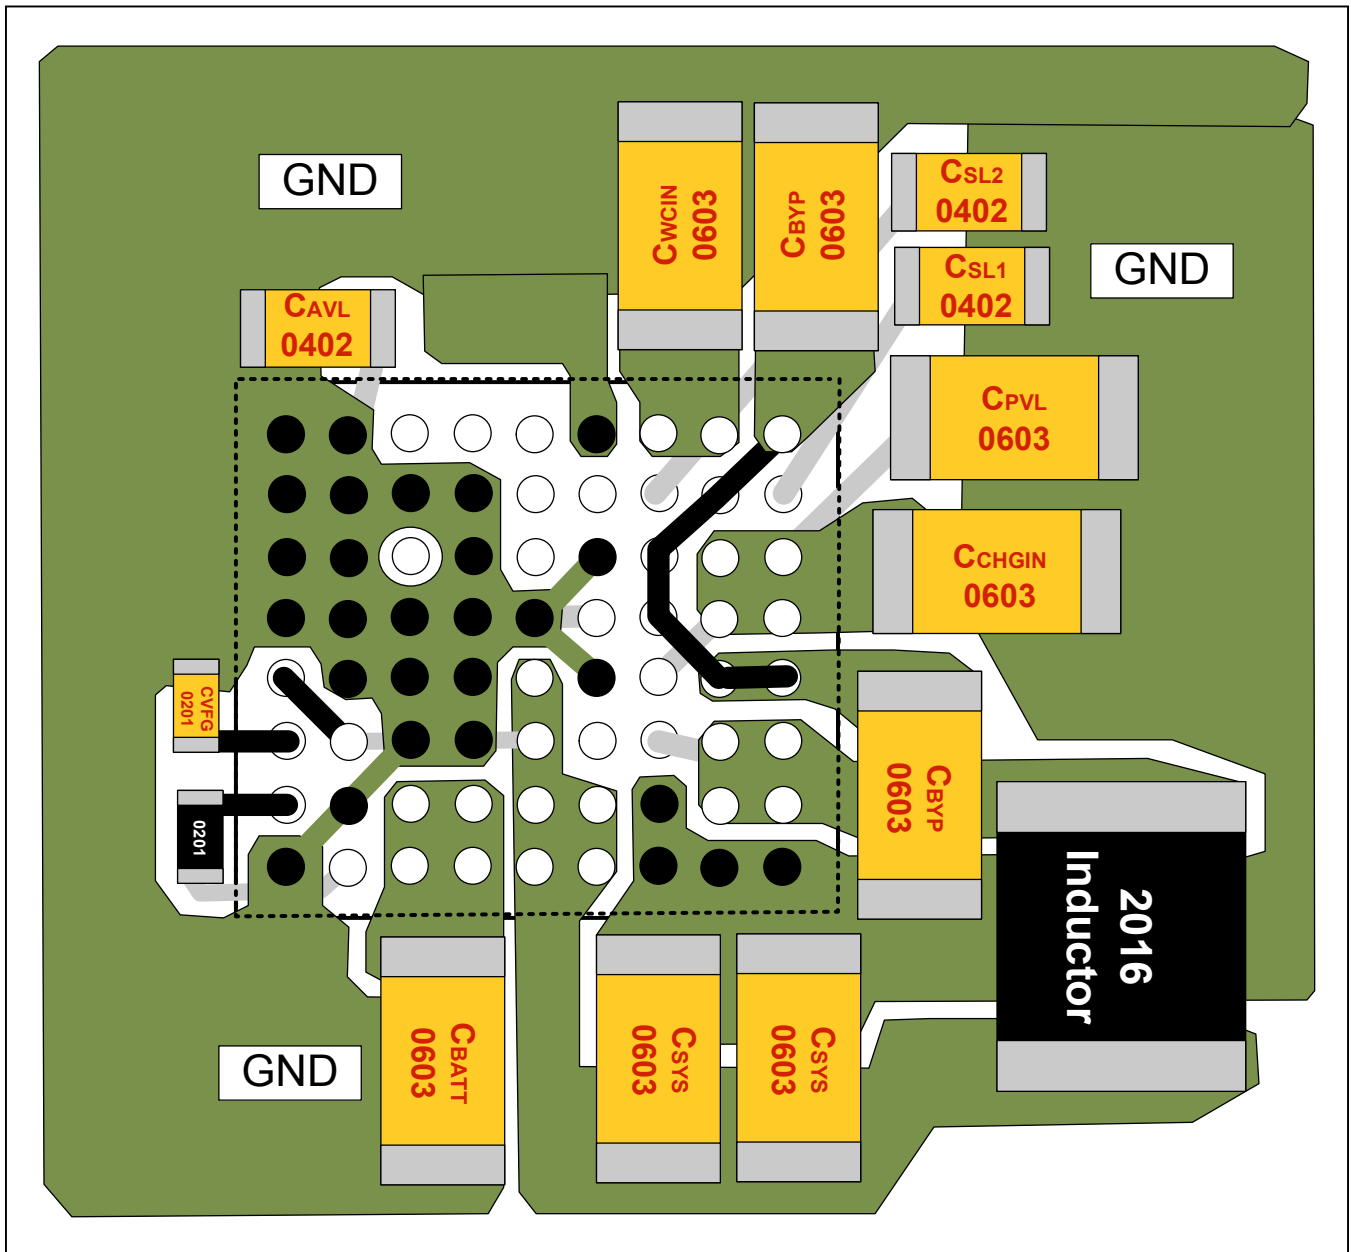 GND
CWCIN
0603
CBYP
0603
CSL2
0402
CSL1
0402
GND
CAVL
0402
CPVL
0603
CCHGIN
0603
CVFG
0201
0201
CBYP
0603
2016
Inductor
GND
CBATT
0603
CSYS
0603
CSYS
0603